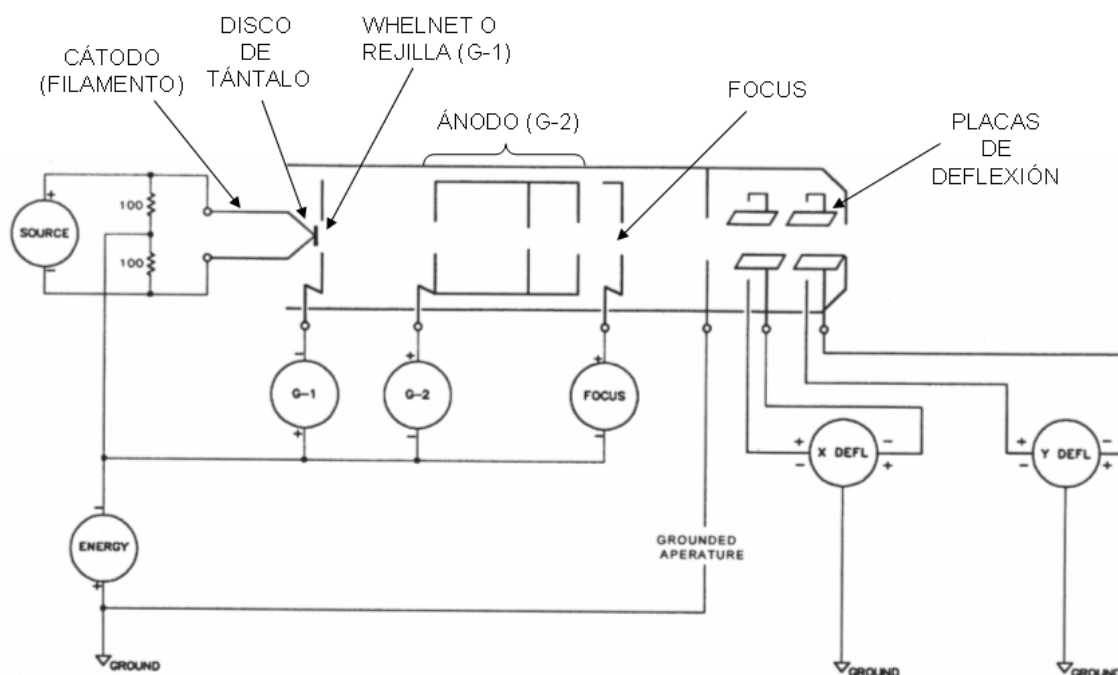 CÁTODO
(FILAMENTO)
DISCO
DE
TÁNTALO
WHELNET O
REJILLA (G-1)
ÁNODO (G-2)
FOCUS
PLACAS
DE
DEFLEXIÓN
+
SOURCE
-
100
100
-
G-1
+
+
G-2
-
+
FOCUS
-
+ -
X DEFL
- +
+ -
Y DEFL
- +
-
ENERGY
+
GROUNDED
APERATURE
GROUND
GROUND
GROUND